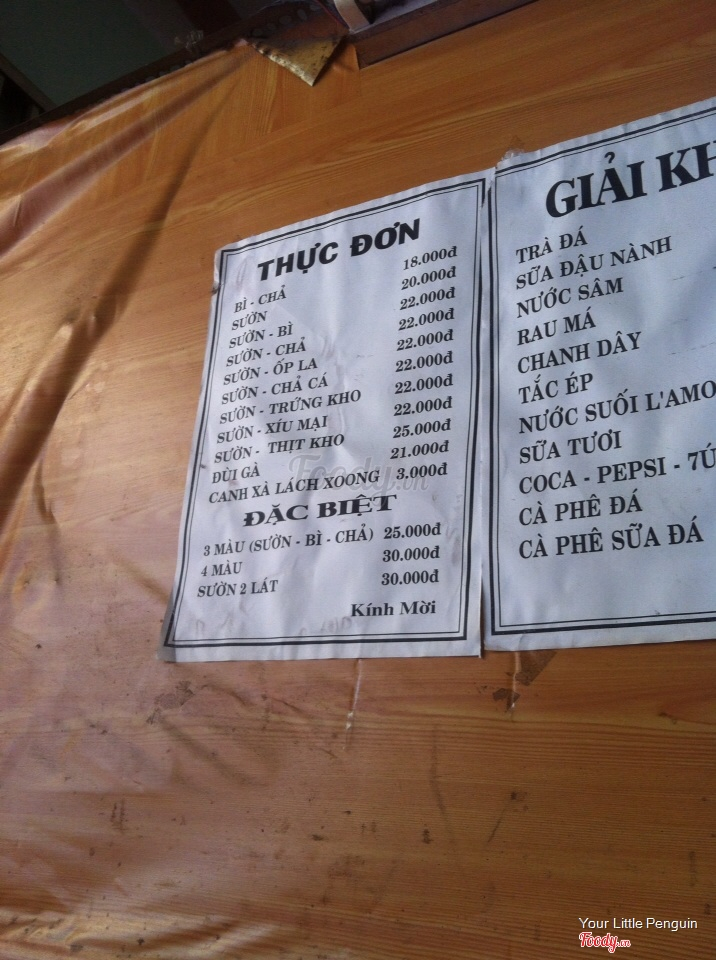 THỰC ĐƠN
BÌ - CHẢ 18.000đ
SƯỜN 20.000đ
SƯỜN - BÌ 22.000đ
SƯỜN - CHẢ 22.000đ
SƯỜN - ỐP LA 22.000đ
SƯỜN - CHẢ CÁ 22.000đ
SƯỜN - TRỨNG KHO 22.000đ
SƯỜN - XÍU MẠI 22.000đ
SƯỜN - THỊT KHO 25.000đ
ĐÙI GÀ 21.000đ
CANH XÀ LÁCH XOONG 3.000đ
ĐẶC BIỆT
3 MÀU (SƯỜN - BÌ - CHẢ) 25.000đ
4 MÀU 30.000đ
SƯỜN 2 LÁT 30.000đ
Kính Mời
GIẢI KH
TRÀ ĐÁ
SỮA ĐẬU NÀNH
NƯỚC SÂM
RAU MÁ
CHANH DÂY
TẮC ÉP
NƯỚC SUỐI L'AMO
SỮA TƯƠI
COCA - PEPSI - 7Ú
CÀ PHÊ ĐÁ
CÀ PHÊ SỮA ĐÁ
Foody.vn
Your Little Penguin
Foody.vn